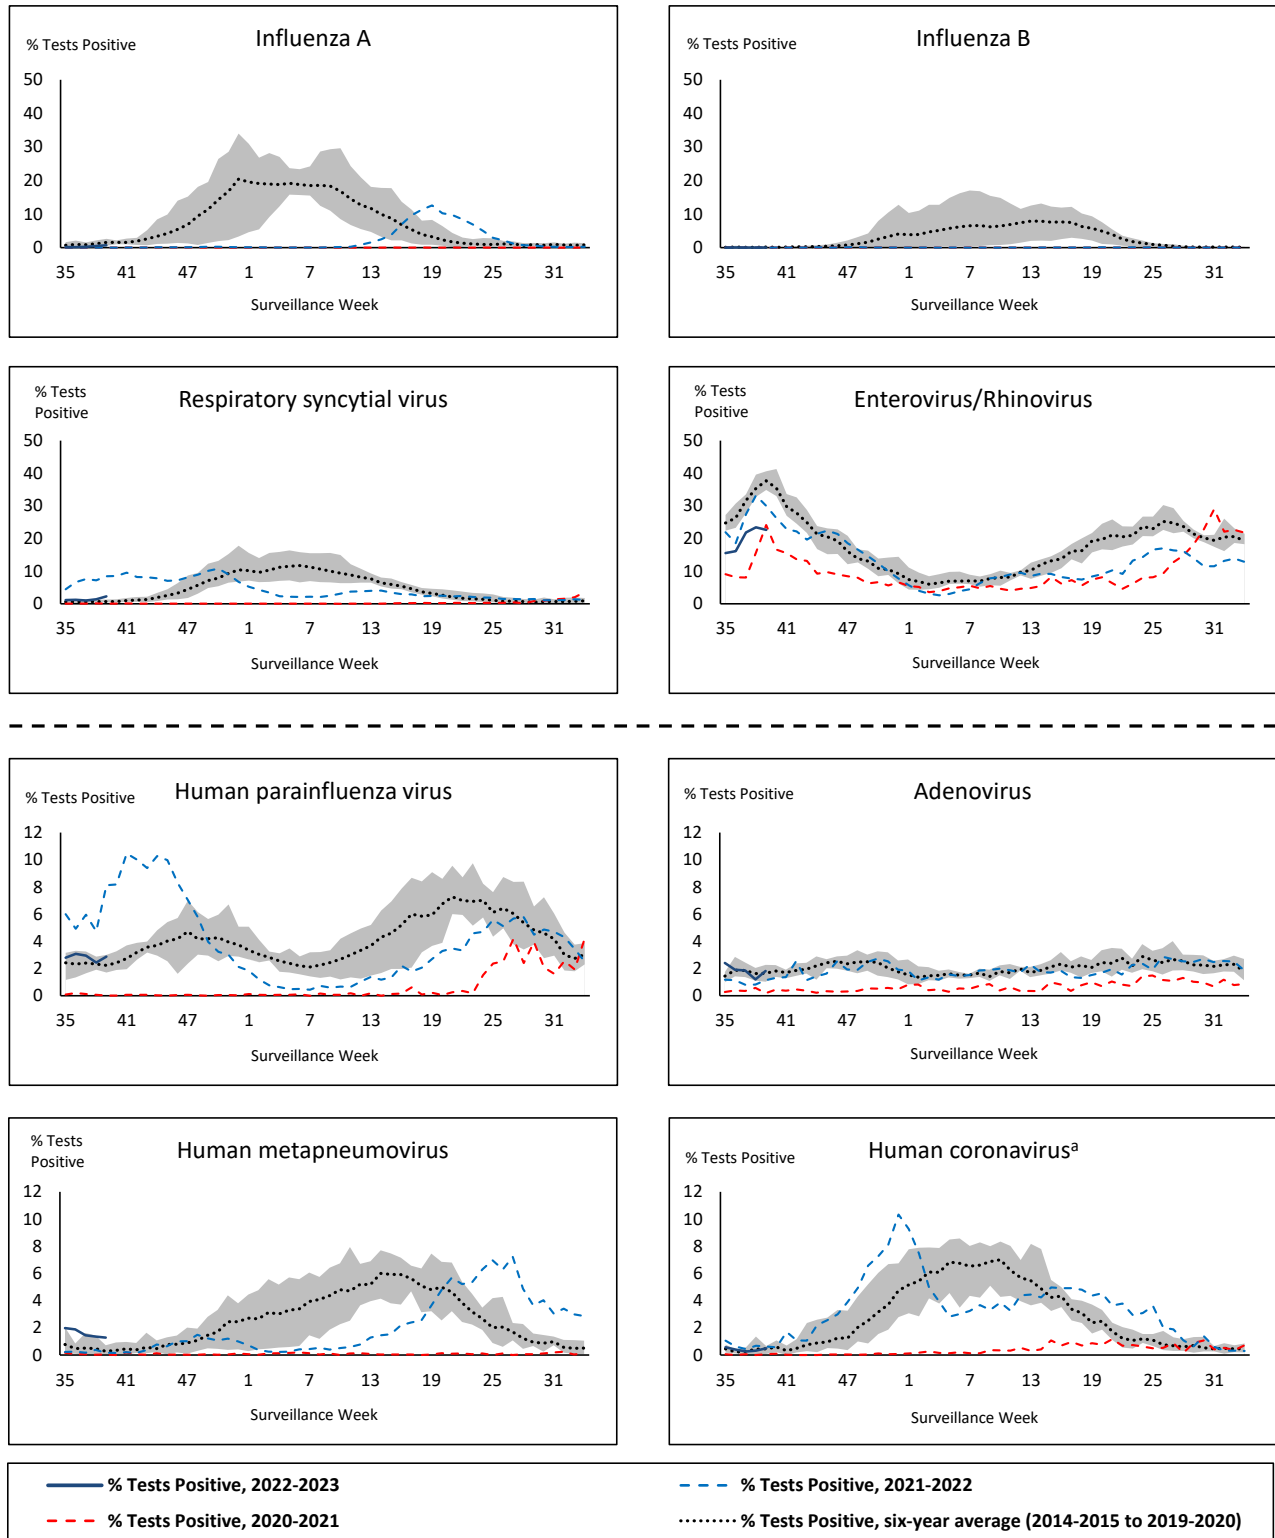 Influenza A
% Tests Positive
50
40
30
20
10
0
35 41 47 1 7 13 19 25 31
Surveillance Week
Influenza B
% Tests Positive
50
40
30
20
10
0
35 41 47 1 7 13 19 25 31
Surveillance Week
Respiratory syncytial virus
% Tests
Positive
50
40
30
20
10
0
35 41 47 1 7 13 19 25 31
Surveillance Week
Enterovirus/Rhinovirus
% Tests
Positive
50
40
30
20
10
0
35 41 47 1 7 13 19 25 31
Surveillance Week
Human parainfluenza virus
% Tests Positive
12
10
8
6
4
2
0
35 41 47 1 7 13 19 25 31
Surveillance Week
Adenovirus
% Tests Positive
12
10
8
6
4
2
0
35 41 47 1 7 13 19 25 31
Surveillance Week
Human metapneumovirus
% Tests
Positive
12
10
8
6
4
2
0
35 41 47 1 7 13 19 25 31
Surveillance Week
Human coronavirusᵃ
% Tests Positive
12
10
8
6
4
2
0
35 41 47 1 7 13 19 25 31
Surveillance Week
% Tests Positive, 2022-2023
% Tests Positive, 2021-2022
% Tests Positive, 2020-2021
% Tests Positive, six-year average (2014-2015 to 2019-2020)